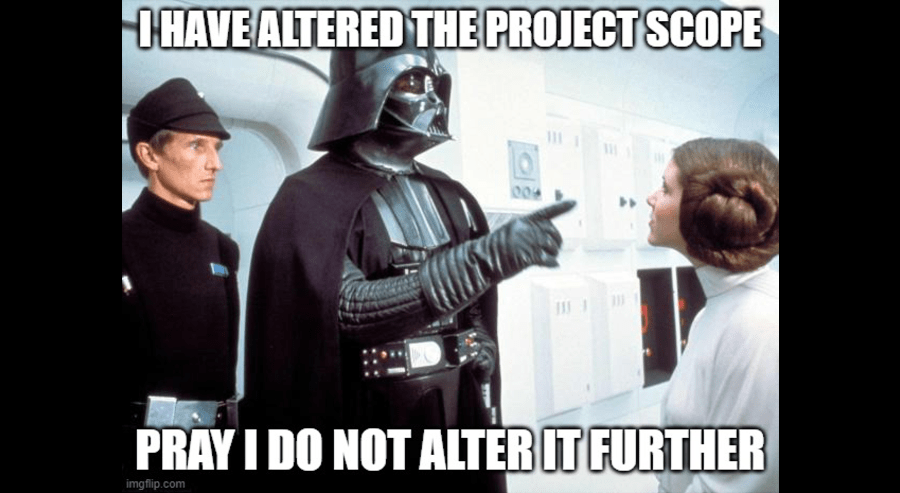 I HAVE ALTERED THE PROJECT SCOPE
PRAY I DO NOT ALTER IT FURTHER
imgflip.com